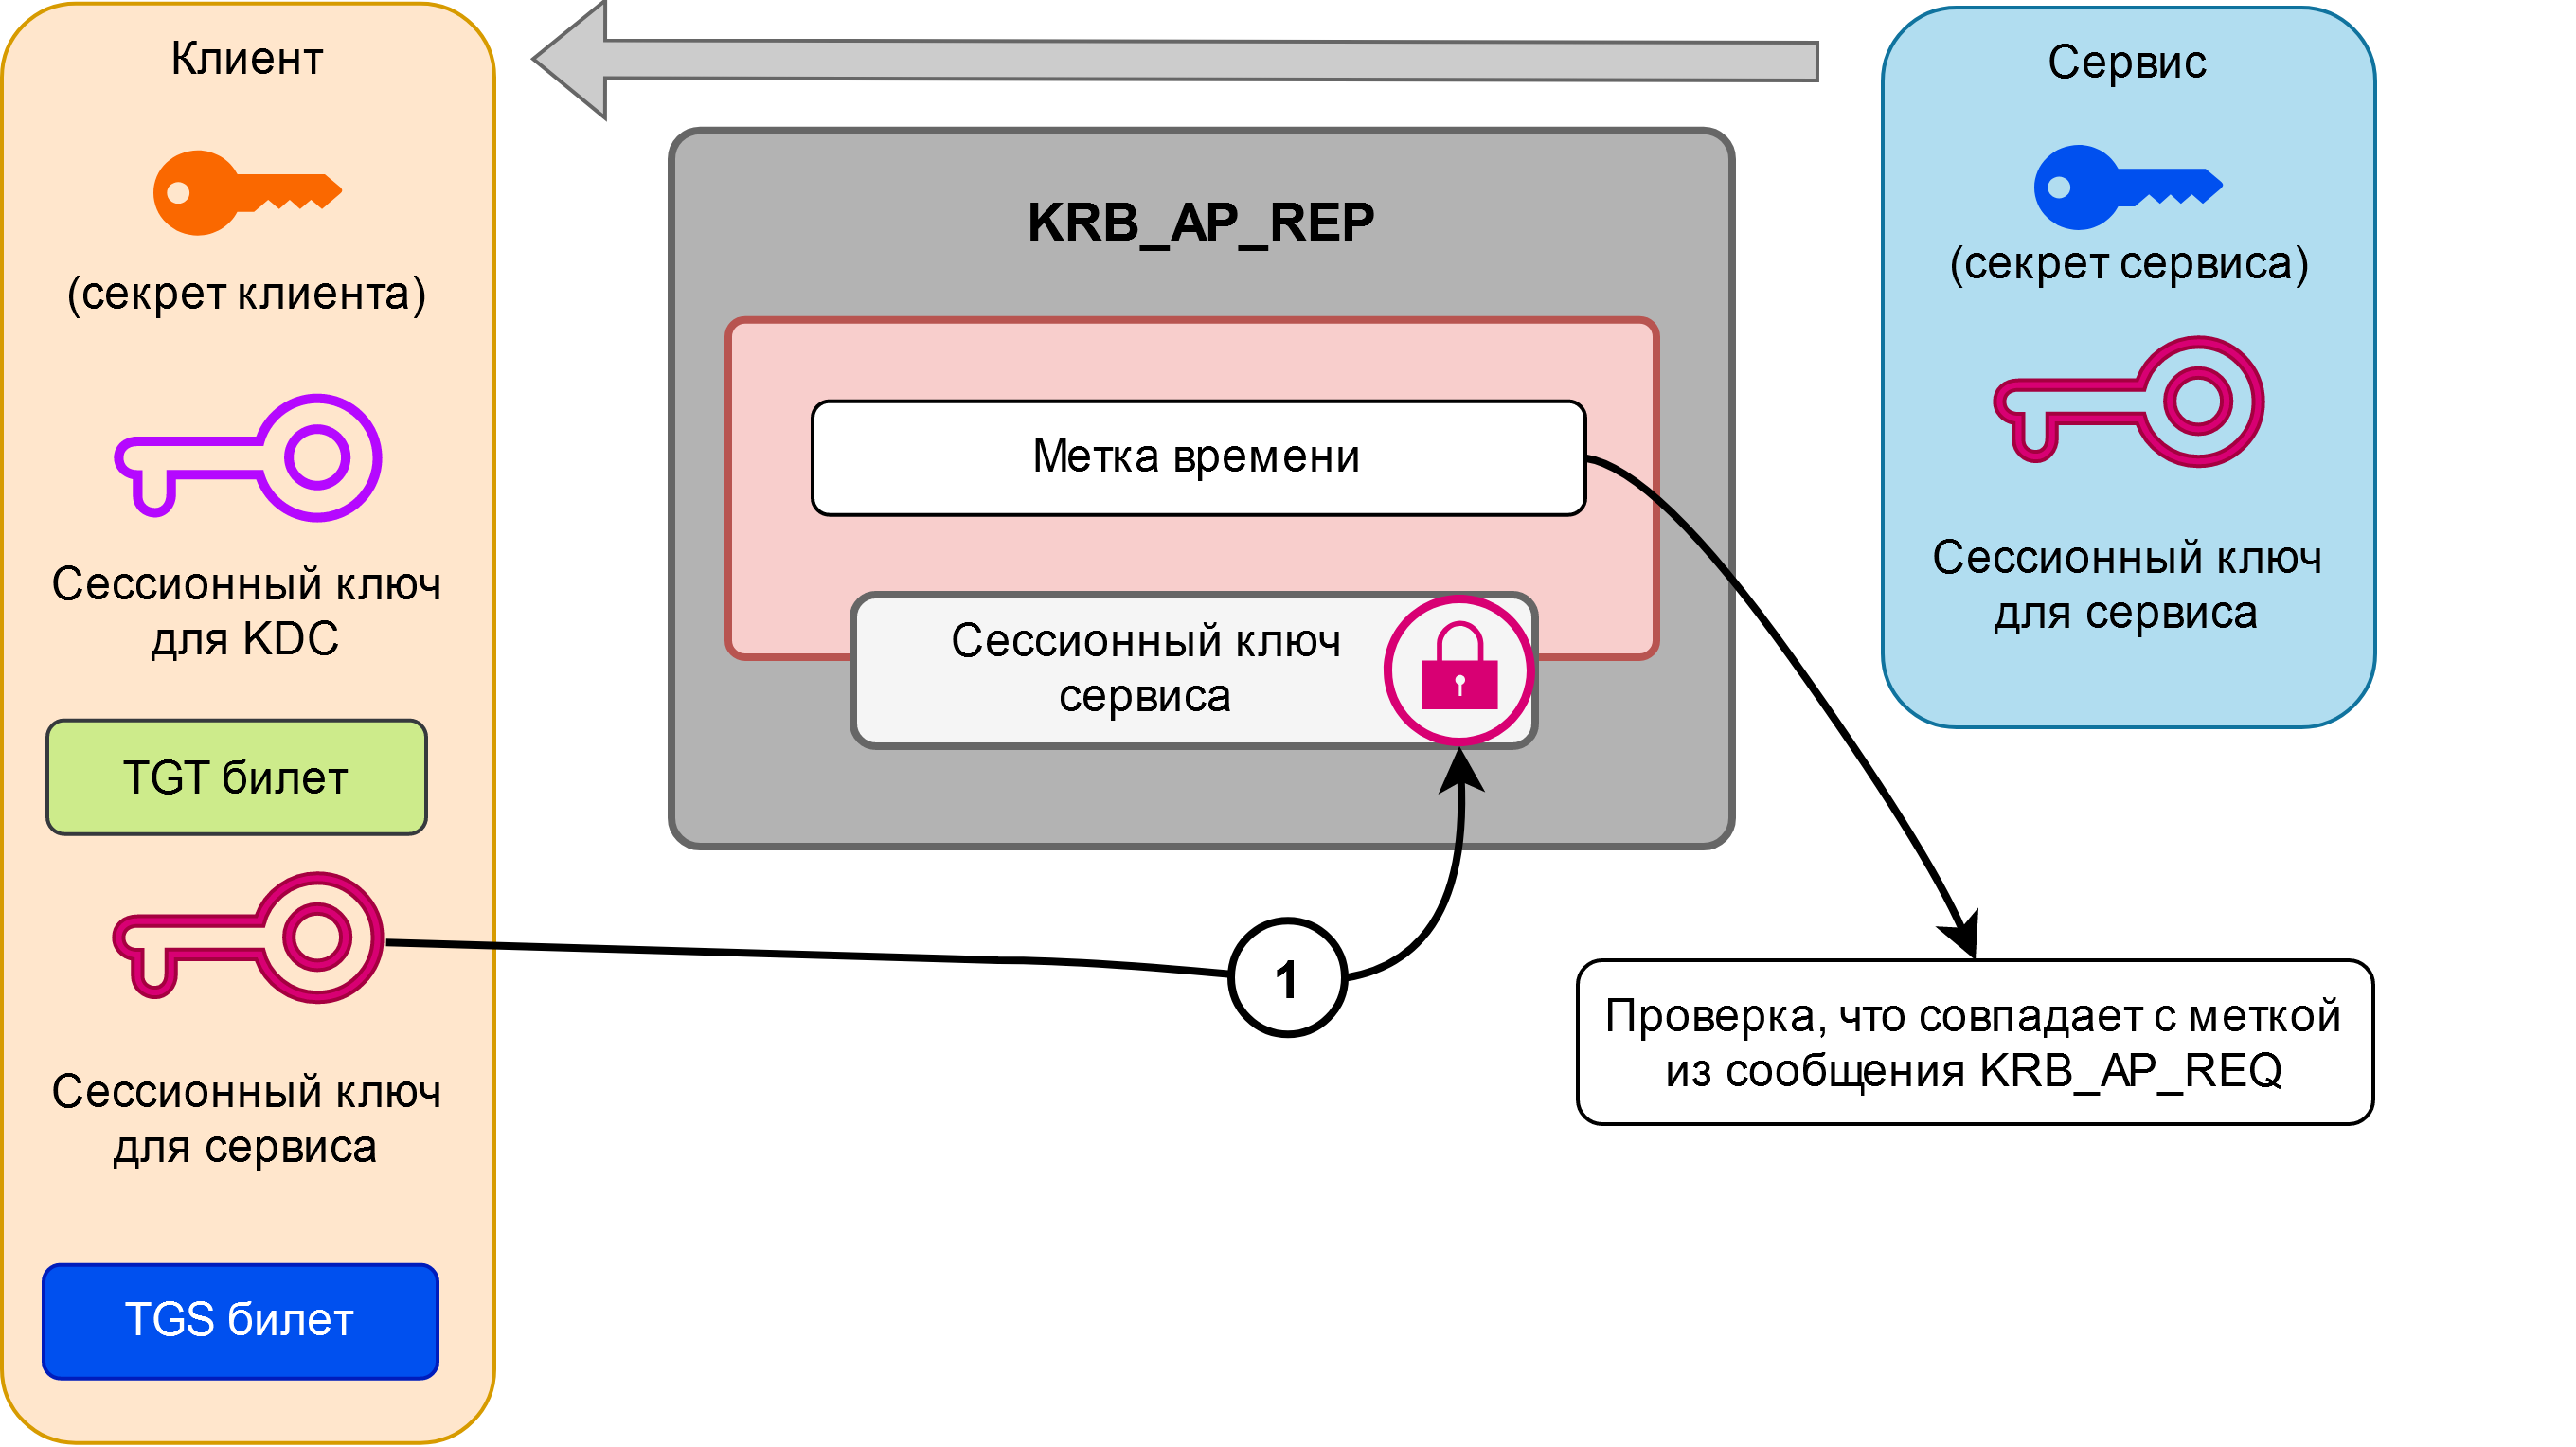 Клиент
(секрет клиента)
Сессионный ключ
для KDC
TGT билет
Сессионный ключ
для сервиса
TGS билет
KRB_AP_REP
Метка времени
Сессионный ключ
сервиса
1
Сервис
(секрет сервиса)
Сессионный ключ
для сервиса
Проверка, что совпадает с меткой
из сообщения KRB_AP_REQ